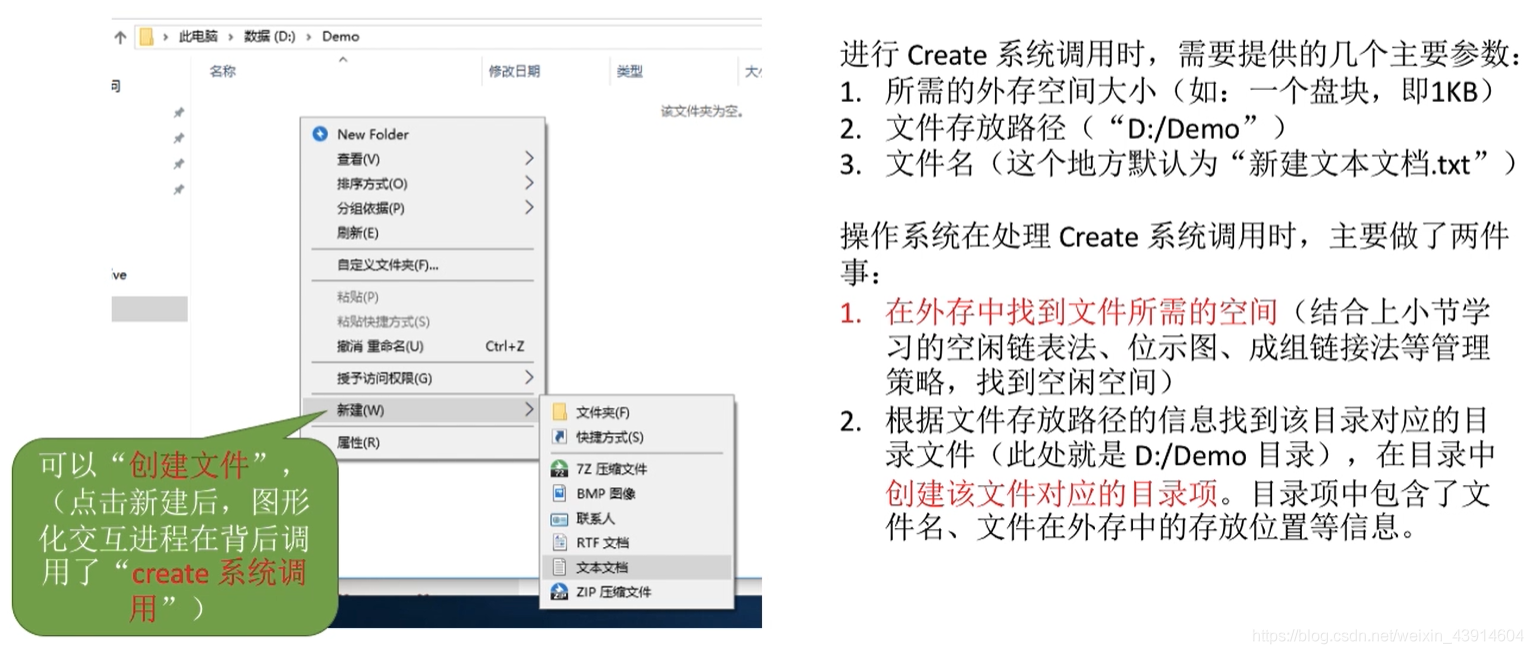 此电脑 › 数据 (D:) › Demo
名称
修改日期
类型
该文件夹为空。
New Folder
查看(V)
排序方式(O)
分组依据(P)
刷新(E)
自定义文件夹(F)...
粘贴(P)
粘贴快捷方式(S)
撤消 重命名(U) Ctrl+Z
授予访问权限(G)
新建(W)
属性(R)
文件夹(F)
快捷方式(S)
7Z 压缩文件
BMP 图像
联系人
RTF 文档
文本文档
ZIP 压缩文件
可以“创建文件”，
（点击新建后，图形
化交互进程在背后调
用了“create 系统调
用”）
进行 Create 系统调用时，需要提供的几个主要参数：
1. 所需的外存空间大小（如：一个盘块，即1KB）
2. 文件存放路径（“D:/Demo”）
3. 文件名（这个地方默认为“新建文本文档.txt”）
操作系统在处理 Create 系统调用时，主要做了两件
事：
1. 在外存中找到文件所需的空间（结合上小节学
习的空闲链表法、位示图、成组链接法等管理
策略，找到空闲空间）
2. 根据文件存放路径的信息找到该目录对应的目
录文件（此处就是 D:/Demo 目录），在目录中
创建该文件对应的目录项。目录项中包含了文
件名、文件在外存中的存放位置等信息。
https://blog.csdn.net/weixin_43914604